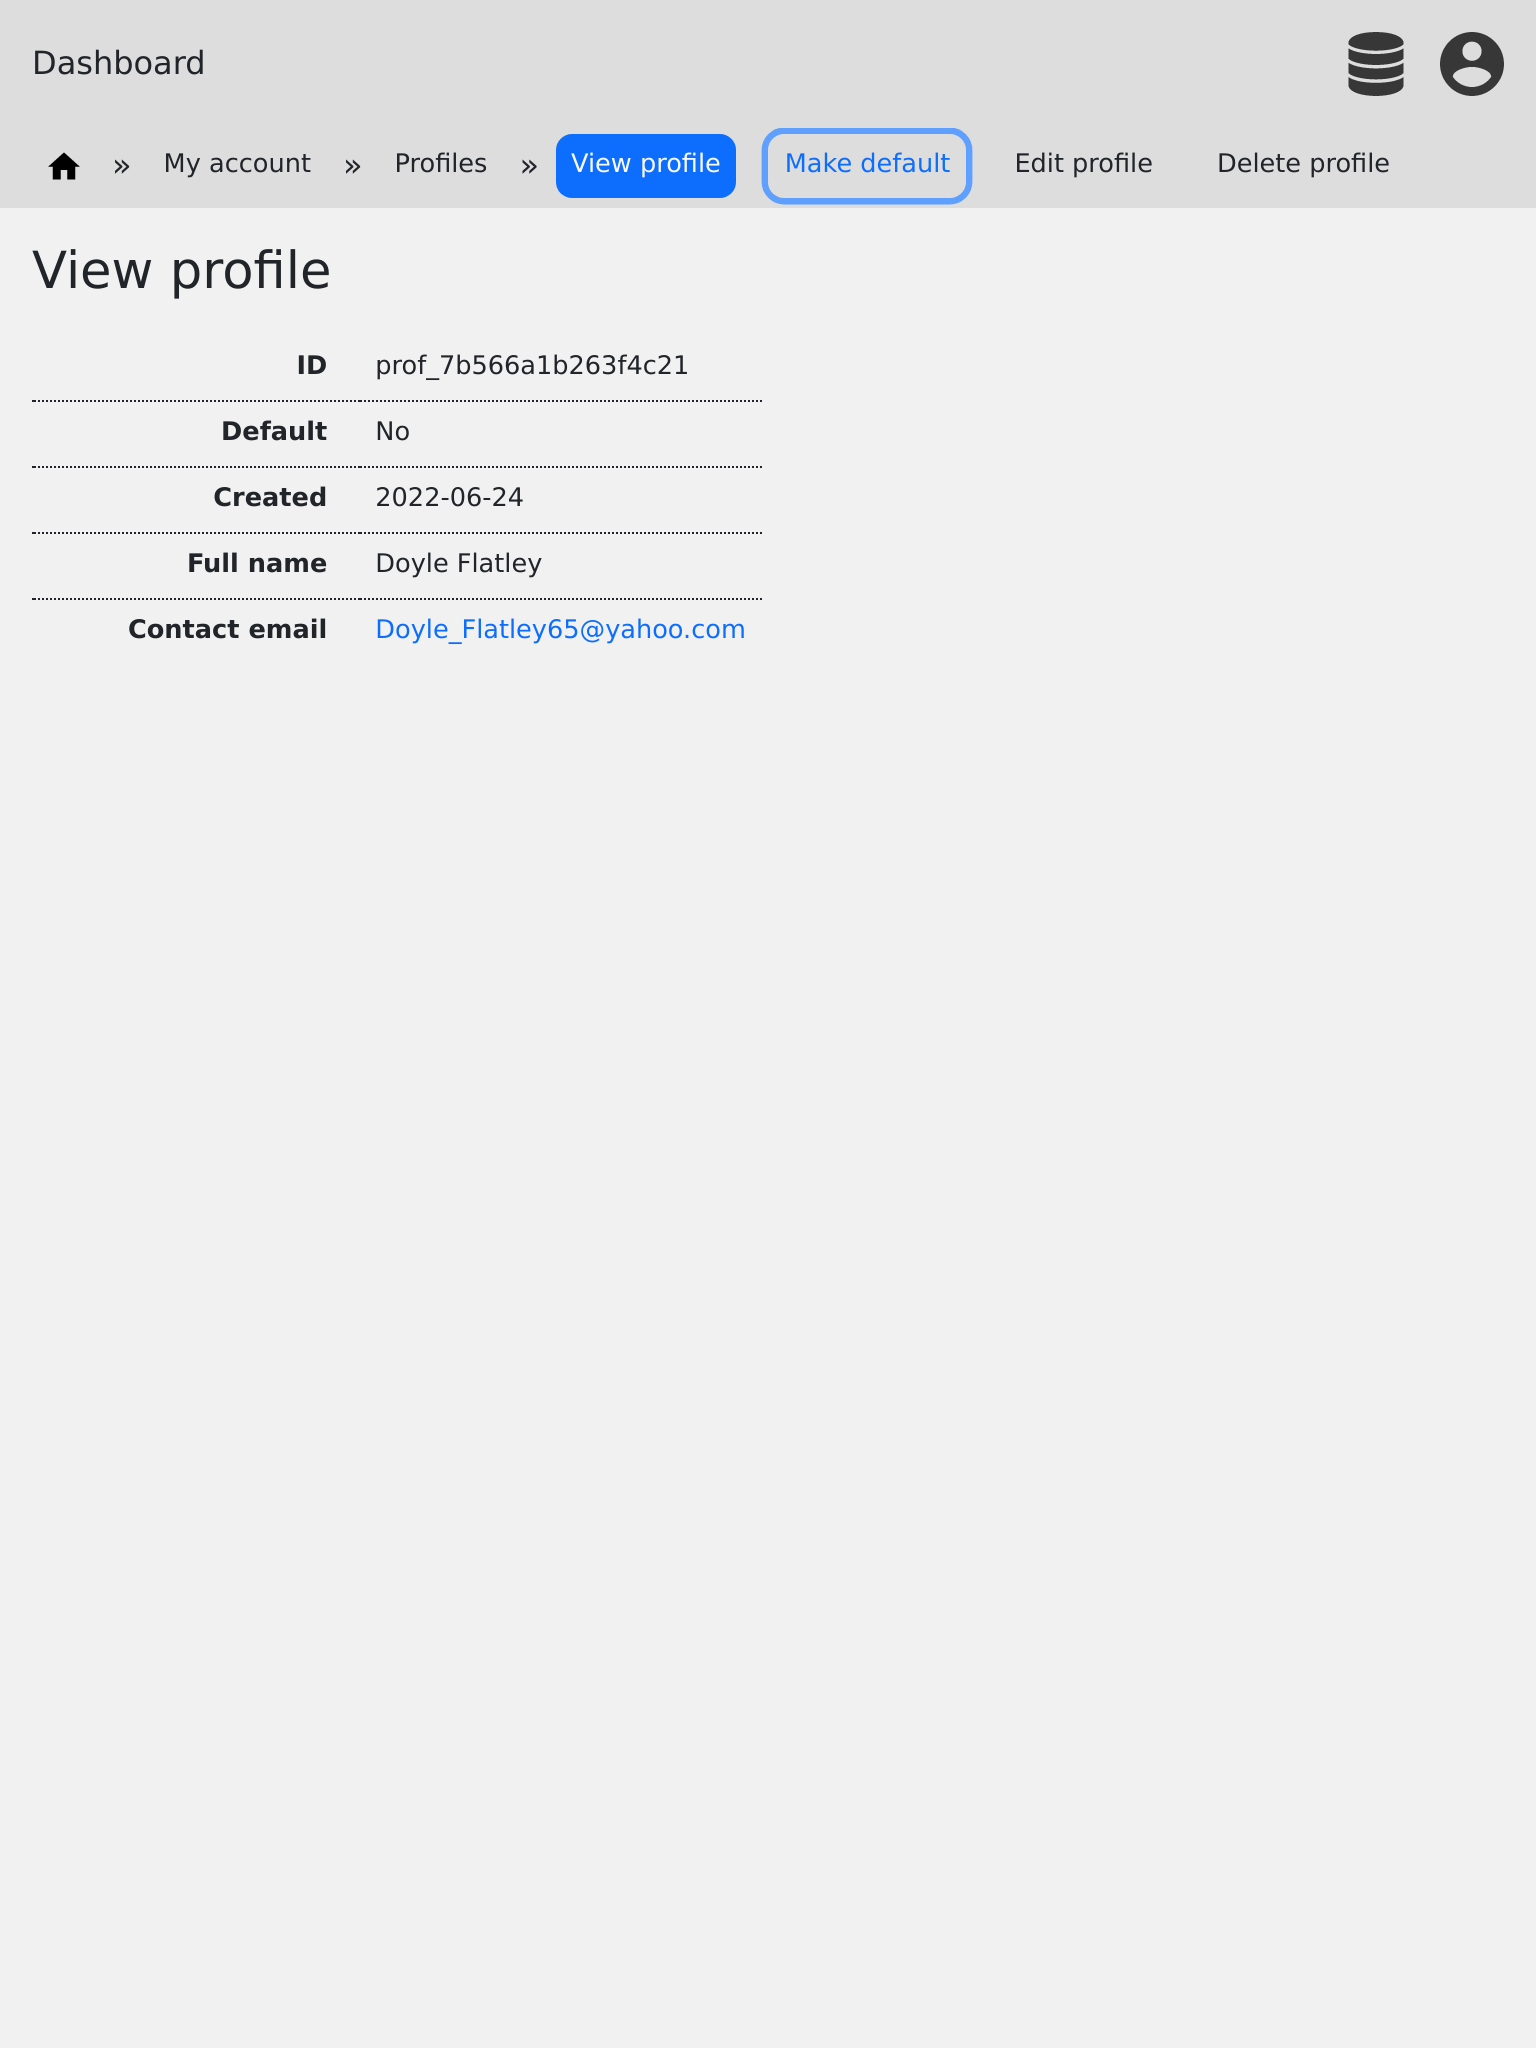 Dashboard
» My account » Profiles » View profile Make default Edit profile Delete profile
View profile
ID prof_7b566a1b263f4c21
Default No
Created 2022-06-24
Full name Doyle Flatley
Contact email Doyle_Flatley65@yahoo.com